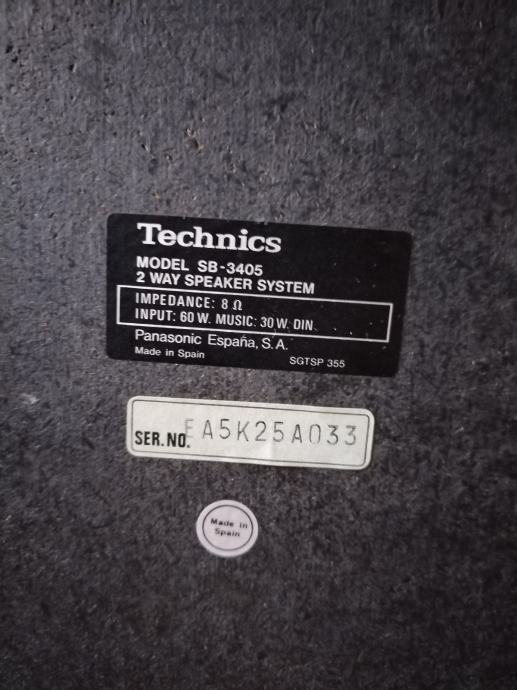 Technics
MODEL SB-3405
2 WAY SPEAKER SYSTEM
IMPEDANCE: 8 Ω
INPUT: 60 W. MUSIC: 30 W. DIN
Panasonic España, S.A.
Made in Spain
SGTSP 355
SER.NO. EA5K25A033
Made in
Spain